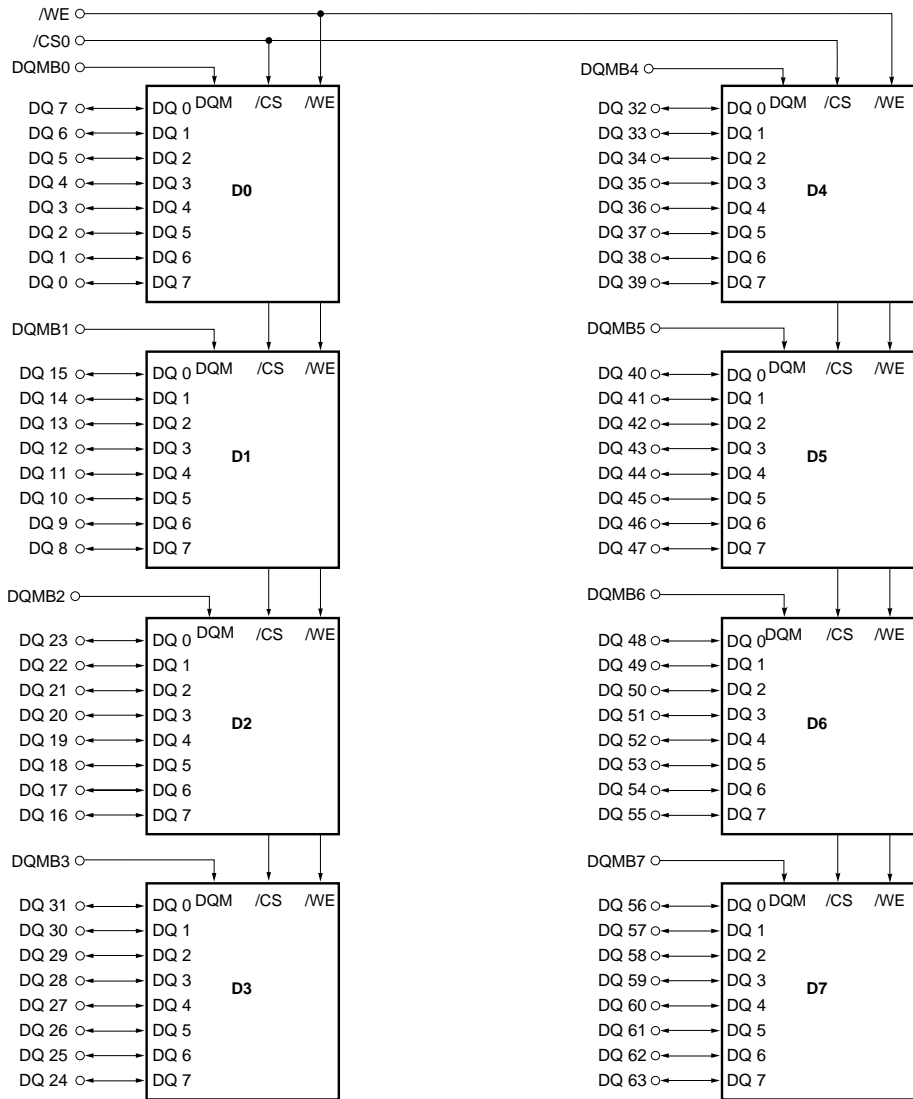 /WE
/CS0
DQMB0
DQM /CS /WE
DQ 7 DQ 0
DQ 6 DQ 1
DQ 5 DQ 2
DQ 4 DQ 3
D0
DQ 3 DQ 4
DQ 2 DQ 5
DQ 1 DQ 6
DQ 0 DQ 7
DQMB1
DQM /CS /WE
DQ 15 DQ 0
DQ 14 DQ 1
DQ 13 DQ 2
DQ 12 DQ 3
D1
DQ 11 DQ 4
DQ 10 DQ 5
DQ 9 DQ 6
DQ 8 DQ 7
DQMB2
DQM /CS /WE
DQ 23 DQ 0
DQ 22 DQ 1
DQ 21 DQ 2
DQ 20 DQ 3
D2
DQ 19 DQ 4
DQ 18 DQ 5
DQ 17 DQ 6
DQ 16 DQ 7
DQMB3
DQM /CS /WE
DQ 31 DQ 0
DQ 30 DQ 1
DQ 29 DQ 2
DQ 28 DQ 3
D3
DQ 27 DQ 4
DQ 26 DQ 5
DQ 25 DQ 6
DQ 24 DQ 7
DQMB4
DQM /CS /WE
DQ 32 DQ 0
DQ 33 DQ 1
DQ 34 DQ 2
DQ 35 DQ 3
D4
DQ 36 DQ 4
DQ 37 DQ 5
DQ 38 DQ 6
DQ 39 DQ 7
DQMB5
DQM /CS /WE
DQ 40 DQ 0
DQ 41 DQ 1
DQ 42 DQ 2
DQ 43 DQ 3
D5
DQ 44 DQ 4
DQ 45 DQ 5
DQ 46 DQ 6
DQ 47 DQ 7
DQMB6
DQM /CS /WE
DQ 48 DQ 0
DQ 49 DQ 1
DQ 50 DQ 2
DQ 51 DQ 3
D6
DQ 52 DQ 4
DQ 53 DQ 5
DQ 54 DQ 6
DQ 55 DQ 7
DQMB7
DQM /CS /WE
DQ 56 DQ 0
DQ 57 DQ 1
DQ 58 DQ 2
DQ 59 DQ 3
D7
DQ 60 DQ 4
DQ 61 DQ 5
DQ 62 DQ 6
DQ 63 DQ 7